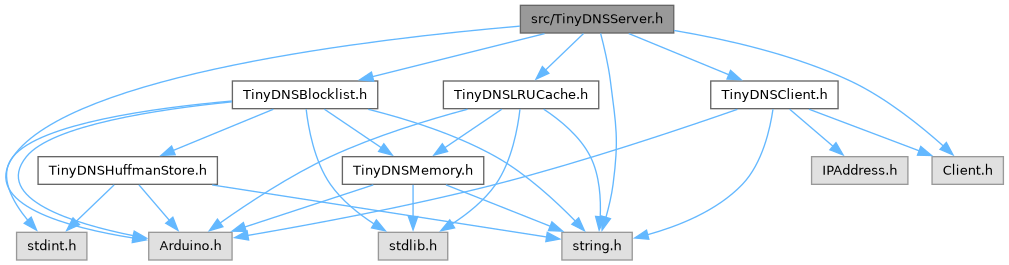 src/TinyDNSServer.h
TinyDNSBlocklist.h
TinyDNSLRUCache.h
TinyDNSClient.h
TinyDNSHuffmanStore.h
TinyDNSMemory.h
IPAddress.h
Client.h
stdint.h
Arduino.h
stdlib.h
string.h